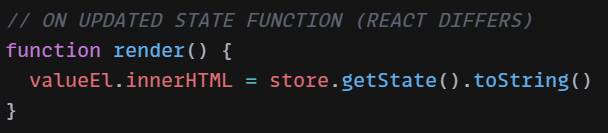 // ON UPDATED STATE FUNCTION (REACT DIFFERS)
function render() {
  valueEl.innerHTML = store.getState().toString()
}